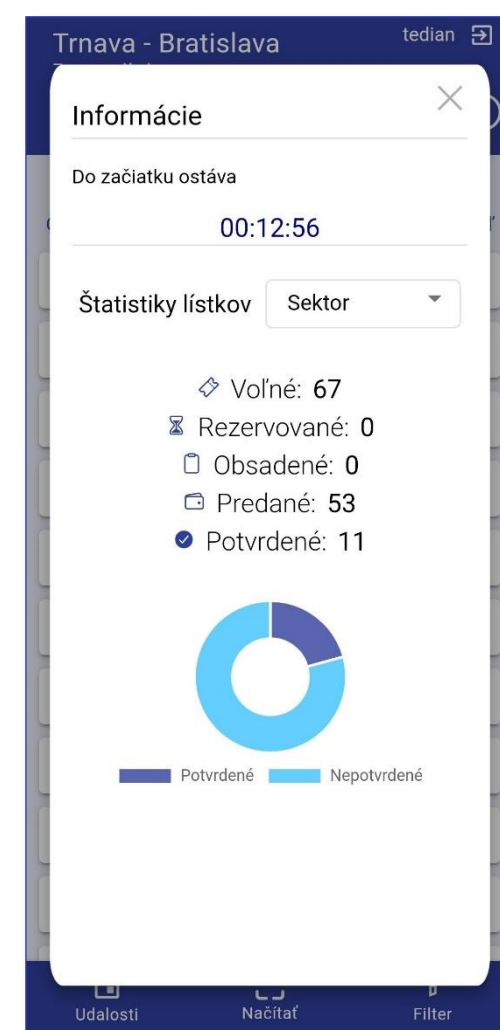 Trnava - Bratislava
tedian
Informácie
Do začiatku ostáva
00:12:56
Štatistiky lístkov
Sektor
Voľné: 67
Rezervované: 0
Obsadené: 0
Predané: 53
Potvrdené: 11
Potvrdené
Nepotvrdené
Udalosti
Načítať
Filter